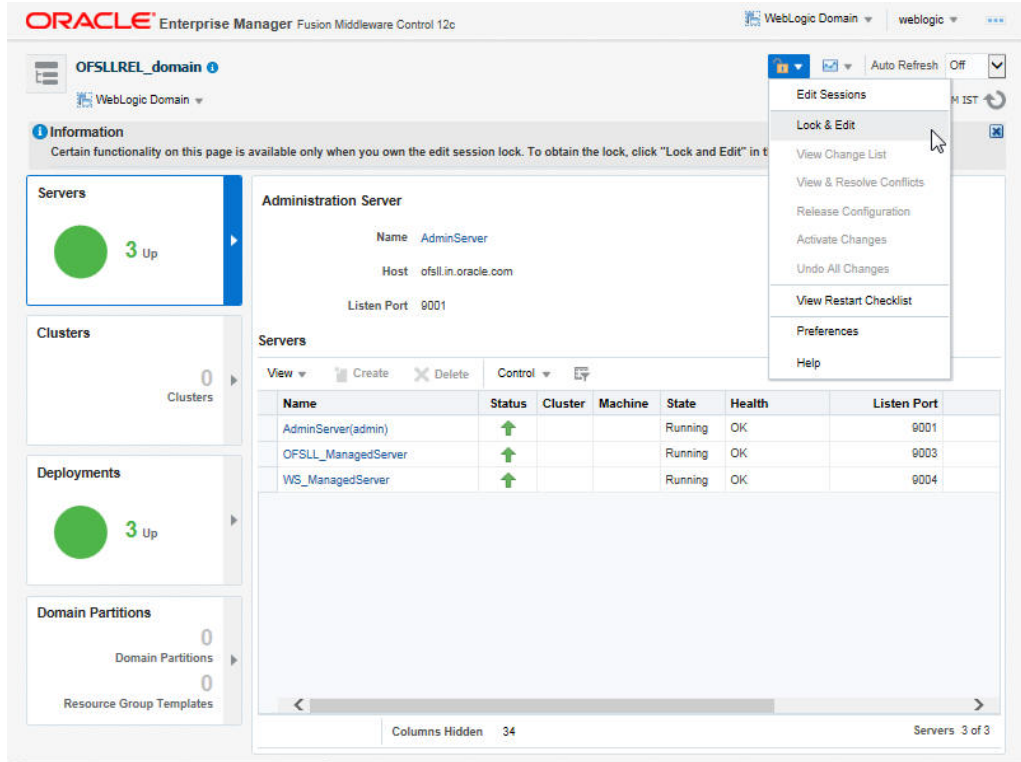 ORACLE Enterprise Manager Fusion Middleware Control 12c
WebLogic Domain weblogic
OFSLLREL_domain
Auto Refresh Off
WebLogic Domain
M IST
Information
Certain functionality on this page is available only when you own the edit session lock. To obtain the lock, click "Lock and Edit" in t
Edit Sessions
Lock & Edit
View Change List
View & Resolve Conflicts
Release Configuration
Activate Changes
Undo All Changes
View Restart Checklist
Preferences
Help
Servers
3 Up
Clusters
0
Clusters
Deployments
3 Up
Domain Partitions
0
Domain Partitions
0
Resource Group Templates
Administration Server
Name AdminServer
Host ofsll.in.oracle.com
Listen Port 9001
Servers
View Create Delete Control
Name Status Cluster Machine State Health Listen Port
AdminServer(admin) Running OK 9001
OFSLL_ManagedServer Running OK 9003
WS_ManagedServer Running OK 9004
Columns Hidden 34 Servers 3 of 3